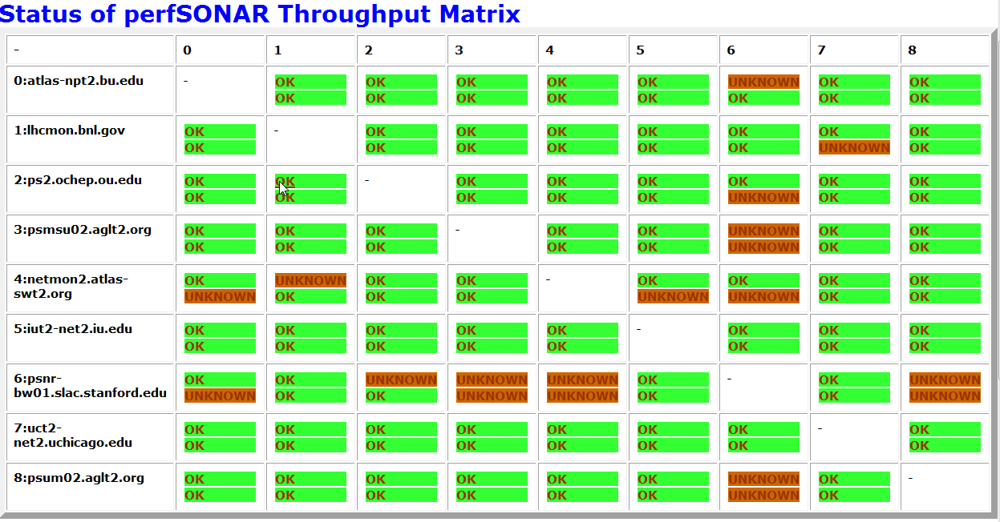 Status of perfSONAR Throughput Matrix
- 0 1 2 3 4 5 6 7 8
0:atlas-npt2.bu.edu - OK OK OK OK OK UNKNOWN OK OK
OK OK OK OK OK OK OK OK
1:lhcmon.bnl.gov OK - OK OK OK OK OK OK OK
OK OK OK OK OK OK UNKNOWN OK
2:ps2.ochep.ou.edu OK OK - OK OK OK OK OK OK
OK OK OK OK OK UNKNOWN OK OK
3:psmsu02.aglt2.org OK OK OK - OK OK UNKNOWN OK OK
OK OK OK OK OK UNKNOWN OK OK
4:netmon2.atlas- OK UNKNOWN OK OK - OK OK OK OK
swt2.org UNKNOWN OK OK OK UNKNOWN UNKNOWN OK OK
5:iut2-net2.iu.edu OK OK OK OK OK - OK OK OK
OK OK OK OK OK OK OK OK
6:psnr- OK OK UNKNOWN UNKNOWN UNKNOWN OK - OK UNKNOWN
bw01.slac.stanford.edu UNKNOWN OK OK UNKNOWN UNKNOWN OK OK UNKNOWN
7:uct2- OK OK OK OK OK OK OK - OK
net2.uchicago.edu OK OK OK OK OK OK OK OK
8:psum02.aglt2.org OK OK OK OK OK OK UNKNOWN OK -
OK OK OK OK OK OK UNKNOWN OK